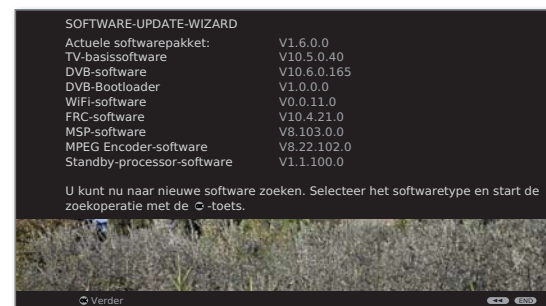 SOFTWARE-UPDATE-WIZARD
Actuele softwarepakket: V1.6.0.0
TV-basissoftware V10.5.0.40
DVB-software V10.6.0.165
DVB-Bootloader V1.0.0.0
WiFi-software V0.0.11.0
FRC-software V10.4.21.0
MSP-software V8.103.0.0
MPEG Encoder-software V8.22.102.0
Standby-processor-software V1.1.100.0
U kunt nu naar nieuwe software zoeken. Selecteer het softwaretype en start de
zoekoperatie met de OK -toets.
OK Verder END